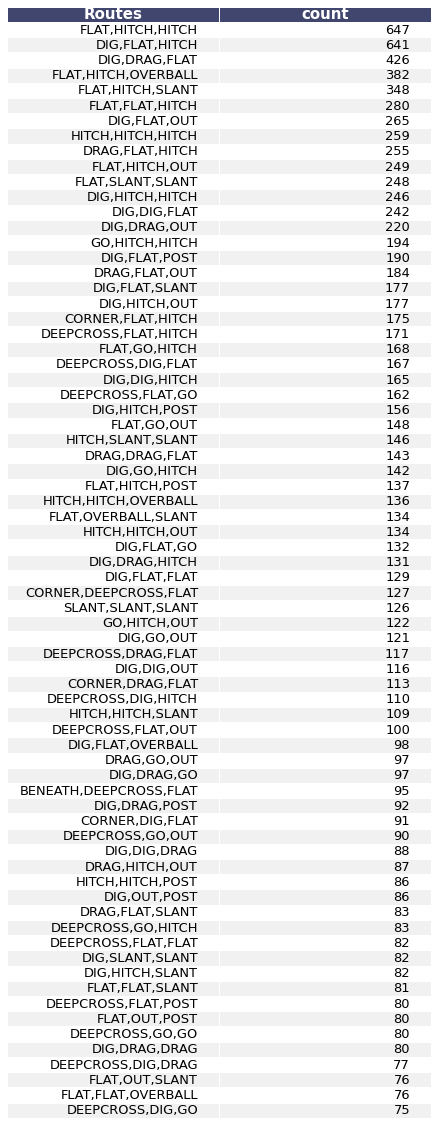 Routes count
FLAT,HITCH,HITCH 647
DIG,FLAT,HITCH 641
DIG,DRAG,FLAT 426
FLAT,HITCH,OVERBALL 382
FLAT,HITCH,SLANT 348
FLAT,FLAT,HITCH 280
DIG,FLAT,OUT 265
HITCH,HITCH,HITCH 259
DRAG,FLAT,HITCH 255
FLAT,HITCH,OUT 249
FLAT,SLANT,SLANT 248
DIG,HITCH,HITCH 246
DIG,DIG,FLAT 242
DIG,DRAG,OUT 220
GO,HITCH,HITCH 194
DIG,FLAT,POST 190
DRAG,FLAT,OUT 184
DIG,FLAT,SLANT 177
DIG,HITCH,OUT 177
CORNER,FLAT,HITCH 175
DEEPCROSS,FLAT,HITCH 171
FLAT,GO,HITCH 168
DEEPCROSS,DIG,FLAT 167
DIG,DIG,HITCH 165
DEEPCROSS,FLAT,GO 162
DIG,HITCH,POST 156
FLAT,GO,OUT 148
HITCH,SLANT,SLANT 146
DRAG,DRAG,FLAT 143
DIG,GO,HITCH 142
FLAT,HITCH,POST 137
HITCH,HITCH,OVERBALL 136
FLAT,OVERBALL,SLANT 134
HITCH,HITCH,OUT 134
DIG,FLAT,GO 132
DIG,DRAG,HITCH 131
DIG,FLAT,FLAT 129
CORNER,DEEPCROSS,FLAT 127
SLANT,SLANT,SLANT 126
GO,HITCH,OUT 122
DIG,GO,OUT 121
DEEPCROSS,DRAG,FLAT 117
DIG,DIG,OUT 116
CORNER,DRAG,FLAT 113
DEEPCROSS,DIG,HITCH 110
HITCH,HITCH,SLANT 109
DEEPCROSS,FLAT,OUT 100
DIG,FLAT,OVERBALL 98
DRAG,GO,OUT 97
DIG,DRAG,GO 97
BENEATH,DEEPCROSS,FLAT 95
DIG,DRAG,POST 92
CORNER,DIG,FLAT 91
DEEPCROSS,GO,OUT 90
DIG,DIG,DRAG 88
DRAG,HITCH,OUT 87
HITCH,HITCH,POST 86
DIG,OUT,POST 86
DRAG,FLAT,SLANT 83
DEEPCROSS,GO,HITCH 83
DEEPCROSS,FLAT,FLAT 82
DIG,SLANT,SLANT 82
DIG,HITCH,SLANT 82
FLAT,FLAT,SLANT 81
DEEPCROSS,FLAT,POST 80
FLAT,OUT,POST 80
DEEPCROSS,GO,GO 80
DIG,DRAG,DRAG 80
DEEPCROSS,DIG,DRAG 77
FLAT,OUT,SLANT 76
FLAT,FLAT,OVERBALL 76
DEEPCROSS,DIG,GO 75